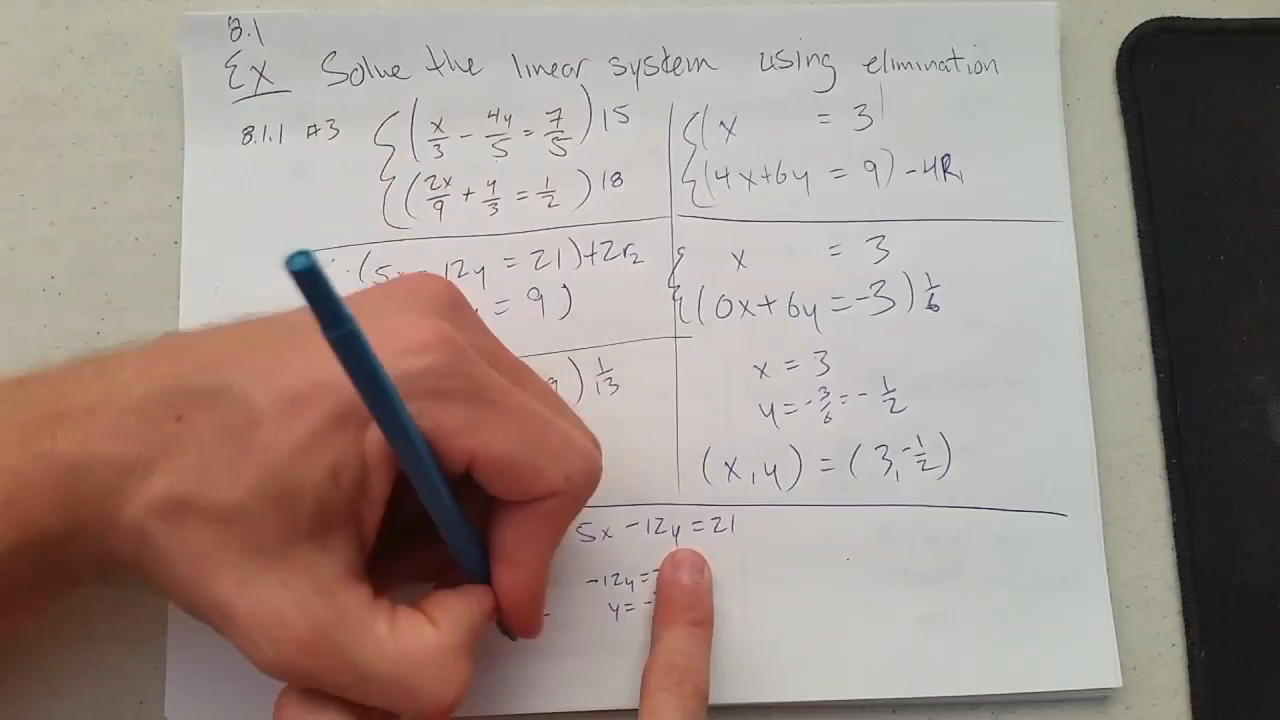 8.1
Ex Solve the linear system using elimination
8.1.1 #3
{ ( x/3 - 4y/5 = 7/5 ) 15
{ ( 2x/9 + y/3 = 1/2 ) 18
(5x - 12y = 21) + 2r₂
= 9 )
) 1/13
{ ( x = 3
{ (4x + 6y = 9) - 4R₁
{ x = 3
{ (0x + 6y = -3) 1/6
x = 3
y = -3/6 = -1/2
(x, y) = (3, -1/2)
5x - 12y = 21
-12y =
y = -